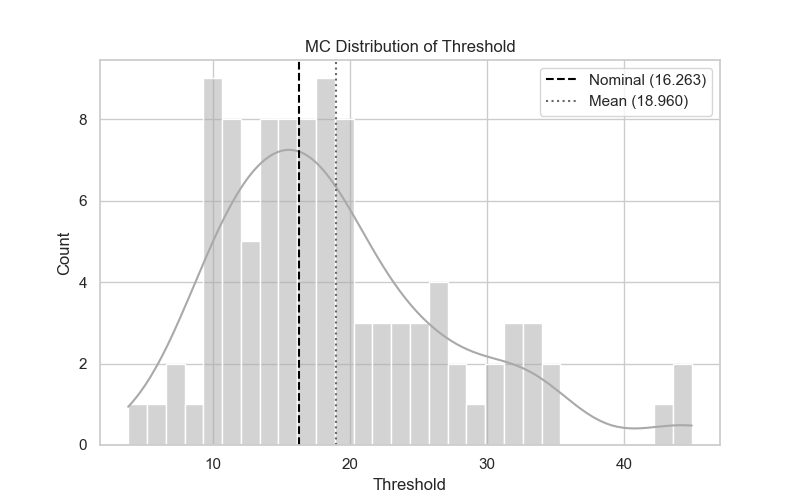 MC Distribution of Threshold
Nominal (16.263)
Mean (18.960)
8
6
4
2
0
Count
10
20
30
40
Threshold